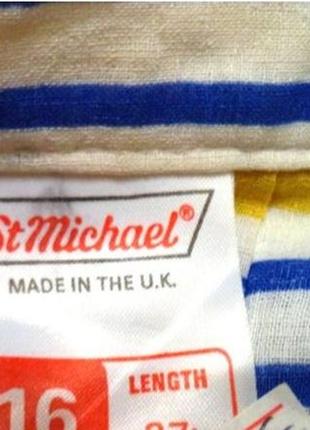 St Michael®
MADE IN THE U.K.
16
LENGTH